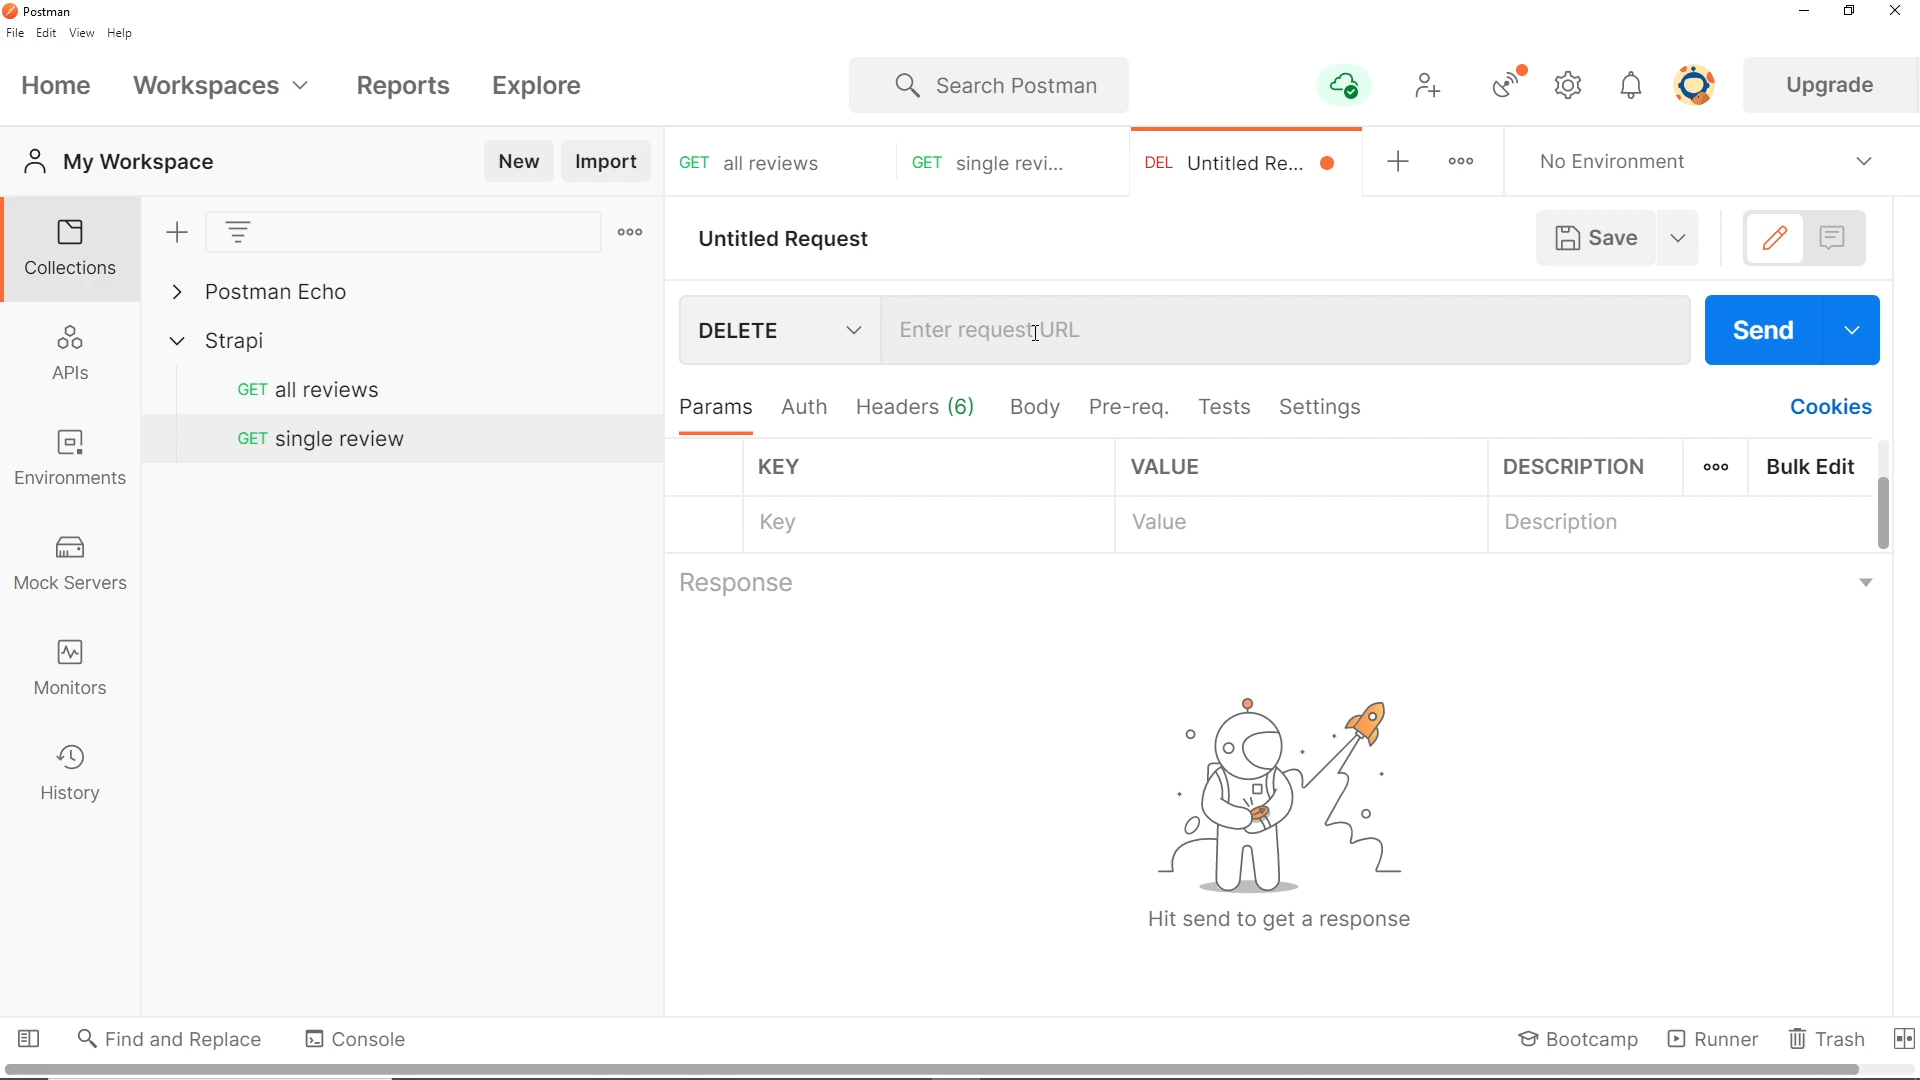 Postman
File Edit View Help
Home Workspaces Reports Explore Search Postman Upgrade
My Workspace New Import GET all reviews GET single revi... DEL Untitled Re... No Environment
Collections
APIs
Environments
Mock Servers
Monitors
History
Postman Echo
Strapi
GET all reviews
GET single review
Untitled Request Save
DELETE Enter request URL Send
Params Auth Headers (6) Body Pre-req. Tests Settings Cookies
KEY VALUE DESCRIPTION Bulk Edit
Key Value Description
Response
Hit send to get a response
Find and Replace Console Bootcamp Runner Trash